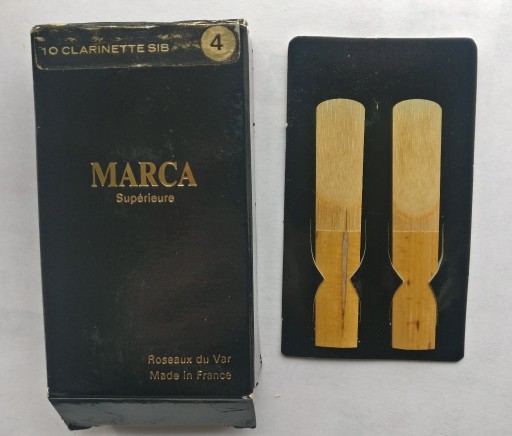 10 CLARINETTE SIB
4
MARCA
Supérieure
Roseaux du Var
Made in France